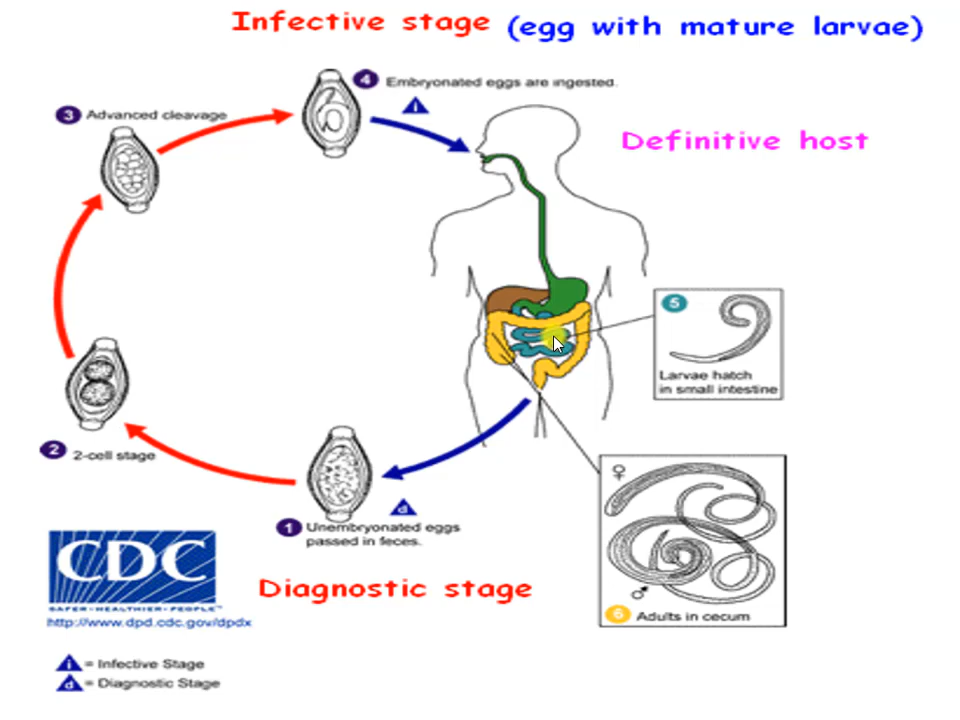 Infective stage (egg with mature larvae)
4 Embryonated eggs are ingested.
i
3 Advanced cleavage
Definitive host
5
Larvae hatch
in small intestine
2 2-cell stage
♀
d
1 Unembryonated eggs
passed in feces.
CDC
SAFER·HEALTHIER·PEOPLE™
http://www.dpd.cdc.gov/dpdx
Diagnostic stage
♂
6 Adults in cecum
i = Infective Stage
d = Diagnostic Stage